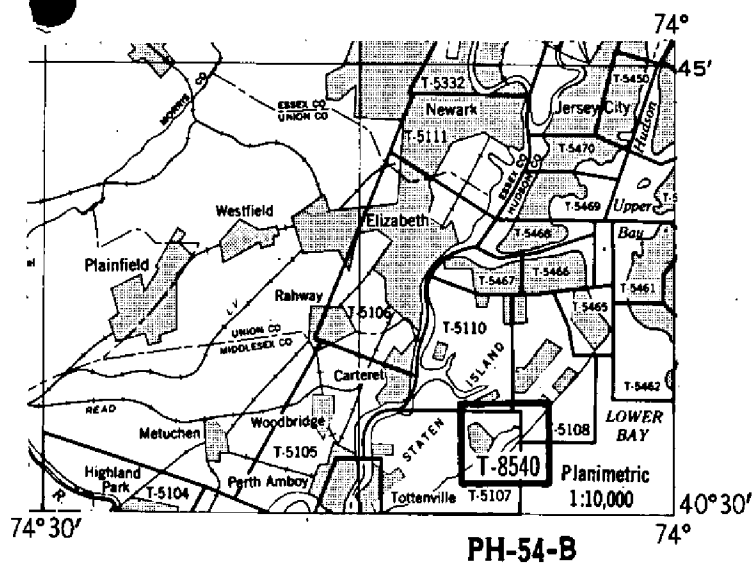 74°
45'
T-5450
T-5332
Newark
Jersey City
Hudson
MORRIS CO
ESSEX CO
UNION CO
T-5111
T-5470
ESSEX CO
HUDSON CO
T-5469
Upper
Bay
Westfield
Elizabeth
T-5468
Plainfield
T-5467
T-5466
T-5461
Rahway
T-5106
T-5465
L V
T-5110
UNION CO
MIDDLESEX CO
STATEN ISLAND
Carteret
T-5462
READ
Woodbridge
LOWER
BAY
Metuchen
T-5108
T-5105
T-8540
Planimetric
1:10,000
Highland
Park
Perth Amboy
T-5104
Tottenville
T-5107
R
40°30'
74°30'
74°
PH-54-B